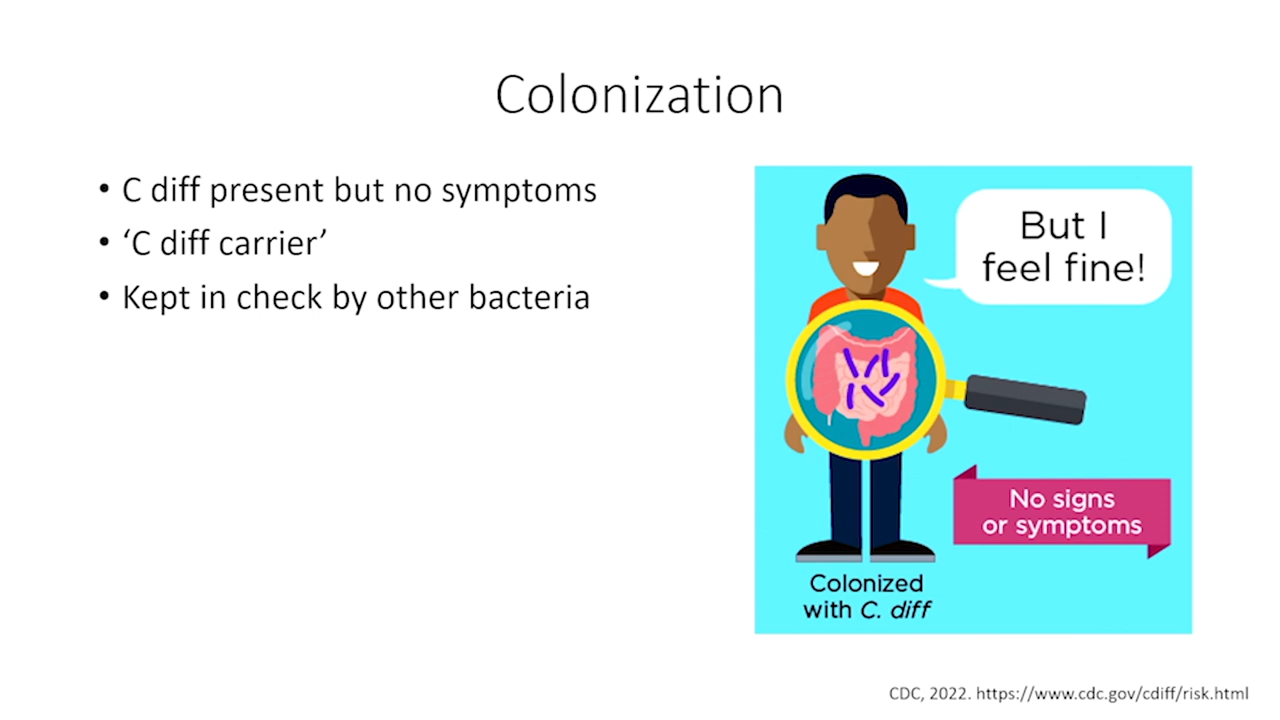 Colonization
• C diff present but no symptoms
• ‘C diff carrier’
• Kept in check by other bacteria
But I
feel fine!
No signs
or symptoms
Colonized
with C. diff
CDC, 2022. https://www.cdc.gov/cdiff/risk.html